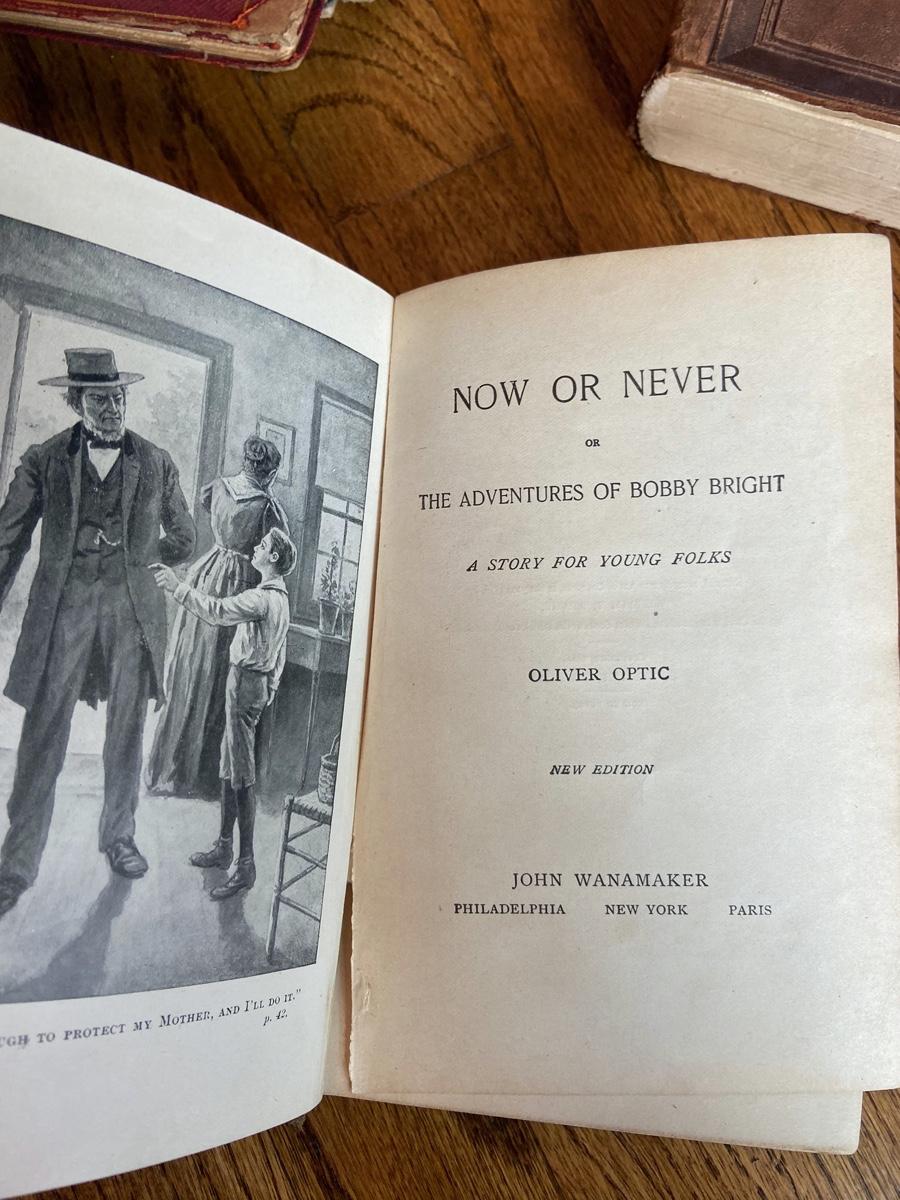 UGH TO PROTECT MY MOTHER, AND I'LL DO IT."
p. 42.
NOW OR NEVER
OR
THE ADVENTURES OF BOBBY BRIGHT
A STORY FOR YOUNG FOLKS
OLIVER OPTIC
NEW EDITION
JOHN WANAMAKER
PHILADELPHIA NEW YORK PARIS